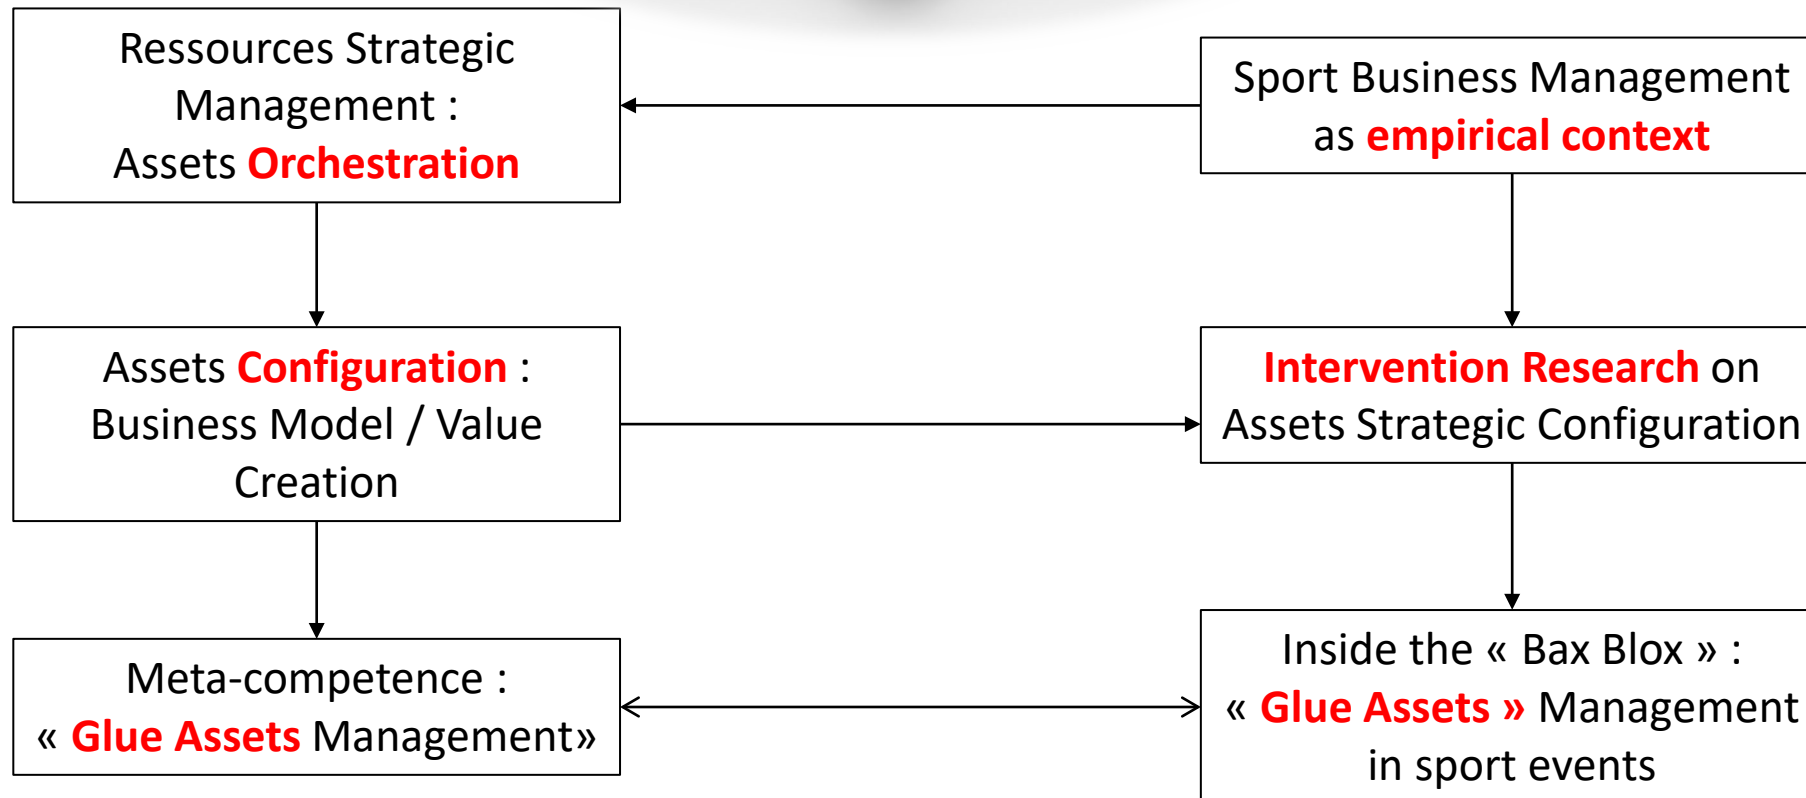 Ressources Strategic
Management :
Assets Orchestration
Sport Business Management
as empirical context
Assets Configuration :
Business Model / Value
Creation
Intervention Research on
Assets Strategic Configuration
Meta-competence :
« Glue Assets Management»
Inside the « Bax Blox » :
« Glue Assets » Management
in sport events